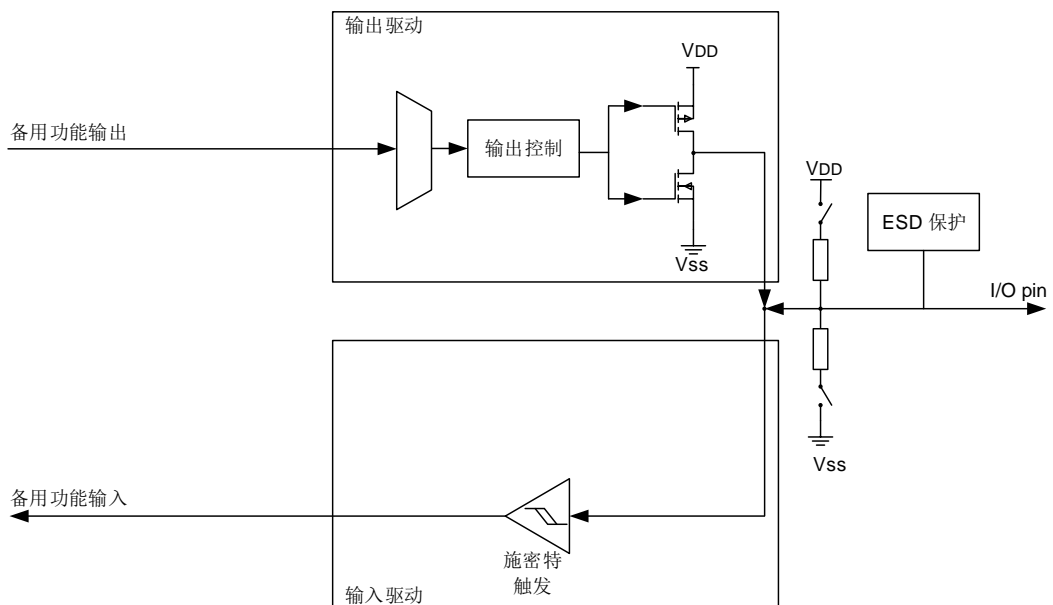 输出驱动
VDD
备用功能输出
输出控制
VDD
ESD 保护
Vss
I/O pin
Vss
备用功能输入
施密特
触发
输入驱动